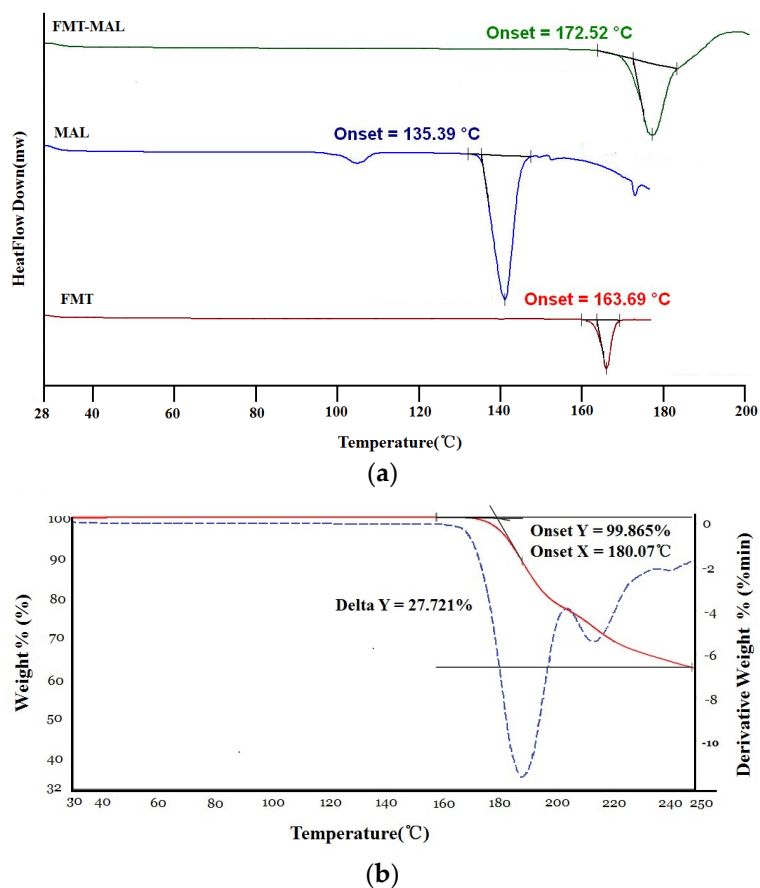 FMT-MAL
Onset = 172.52 °C
MAL
Onset = 135.39 °C
HeatFlow Down(mw)
FMT
Onset = 163.69 °C
28 40 60 80 100 120 140 160 180 200
Temperature(℃)
(a)
100 90 80 70 60 50 40 32
Weight % (%)
Onset Y = 99.865%
Onset X = 180.07℃
Delta Y = 27.721%
0 -2 -4 -6 -8 -10
Derivative Weight % (%min)
30 40 60 80 100 120 140 160 180 200 220 240 250
Temperature(℃)
(b)